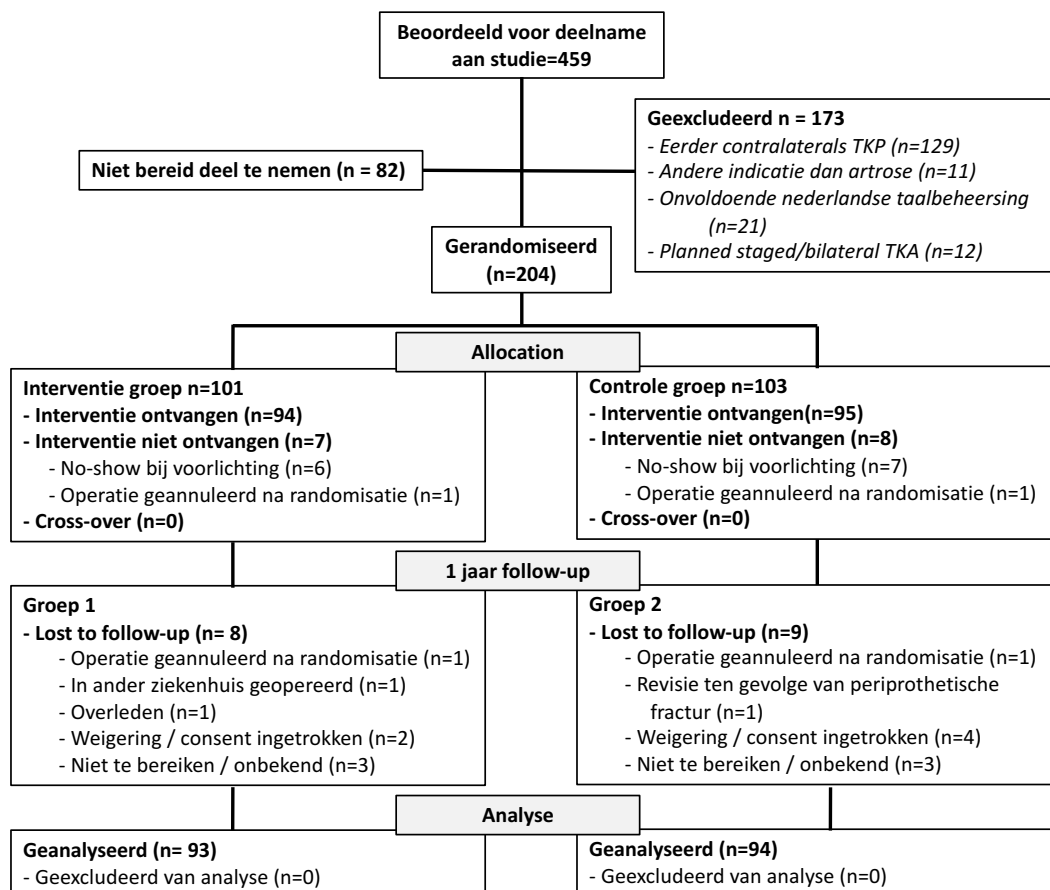 Beoordeeld voor deelname
aan studie=459
Geexcludeerd n = 173
- Eerder contralaterals TKP (n=129)
- Andere indicatie dan artrose (n=11)
- Onvoldoende nederlandse taalbeheersing
(n=21)
- Planned staged/bilateral TKA (n=12)
Niet bereid deel te nemen (n = 82)
Gerandomiseerd
(n=204)
Allocation
Interventie groep n=101
- Interventie ontvangen (n=94)
- Interventie niet ontvangen (n=7)
- No-show bij voorlichting (n=6)
- Operatie geannuleerd na randomisatie (n=1)
- Cross-over (n=0)
Controle groep n=103
- Interventie ontvangen(n=95)
- Interventie niet ontvangen (n=8)
- No-show bij voorlichting (n=7)
- Operatie geannuleerd na randomisatie (n=1)
- Cross-over (n=0)
1 jaar follow-up
Groep 1
- Lost to follow-up (n= 8)
- Operatie geannuleerd na randomisatie (n=1)
- In ander ziekenhuis geopereerd (n=1)
- Overleden (n=1)
- Weigering / consent ingetrokken (n=2)
- Niet te bereiken / onbekend (n=3)
Groep 2
- Lost to follow-up (n=9)
- Operatie geannuleerd na randomisatie (n=1)
- Revisie ten gevolge van periprothetische
fractur (n=1)
- Weigering / consent ingetrokken (n=4)
- Niet te bereiken / onbekend (n=3)
Analyse
Geanalyseerd (n= 93)
- Geexcludeerd van analyse (n=0)
Geanalyseerd (n=94)
- Geexcludeerd van analyse (n=0)